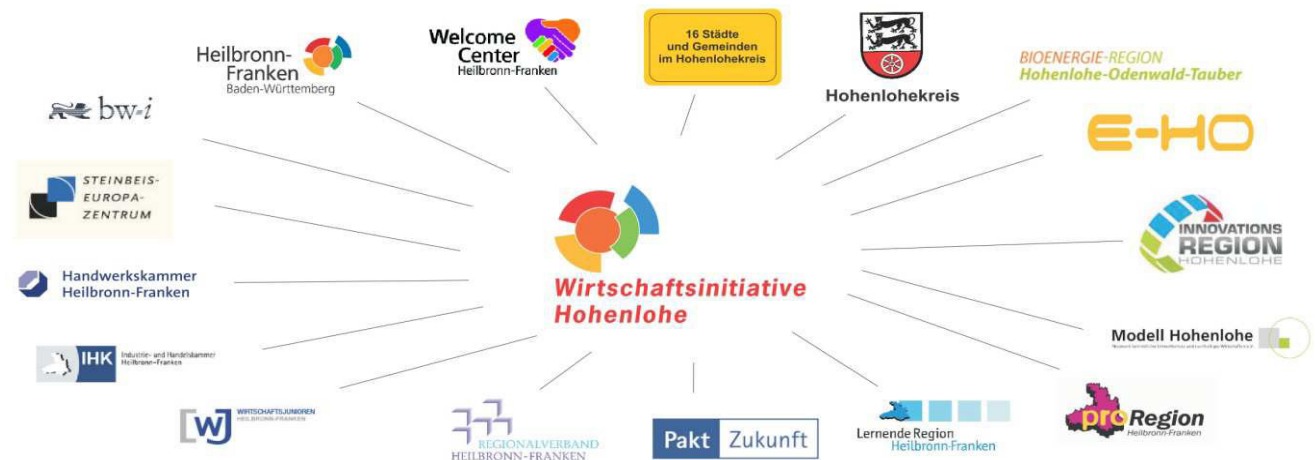 Heilbronn-
Franken
Baden-Württemberg
Welcome
Center
Heilbronn-Franken
16 Städte
und Gemeinden
im Hohenlohekreis
Hohenlohekreis
BIOENERGIE-REGION
Hohenlohe-Odenwald-Tauber
bw-i
E-HO
STEINBEIS-
EUROPA-
ZENTRUM
INNOVATIONS
REGION
HOHENLOHE
Handwerkskammer
Heilbronn-Franken
Wirtschaftsinitiative
Hohenlohe
Modell Hohenlohe
IHK
Industrie- und Handelskammer
Heilbronn-Franken
WJ
WIRTSCHAFTSJUNIOREN
HEILBRONN-FRANKEN
REGIONALVERBAND
HEILBRONN-FRANKEN
Pakt Zukunft
Lernende Region
Heilbronn-Franken
proRegion
Heilbronn-Franken